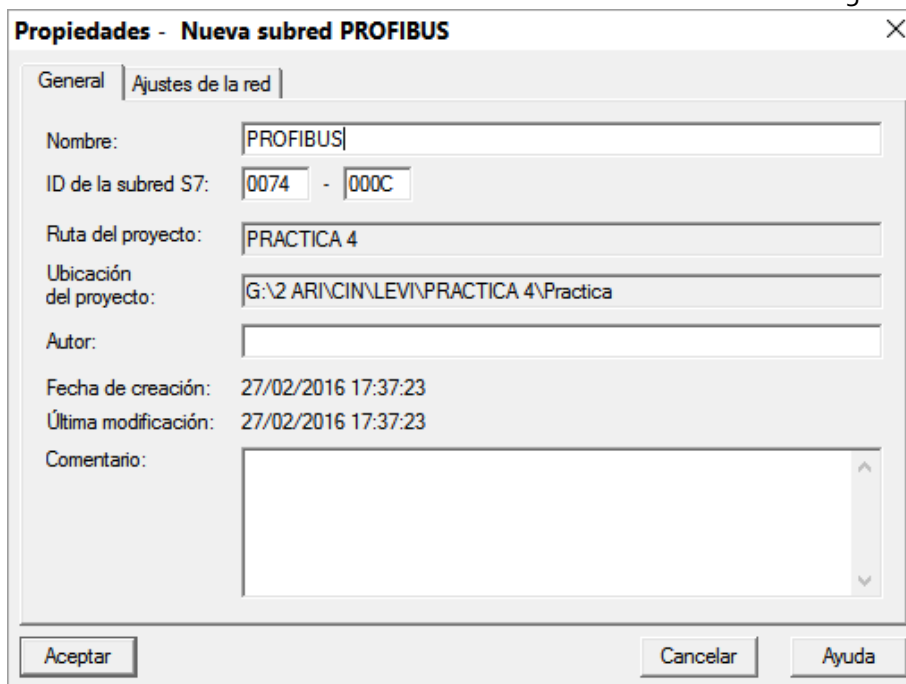 Propiedades - Nueva subred PROFIBUS
General Ajustes de la red
Nombre: PROFIBUS
ID de la subred S7: 0074 - 000C
Ruta del proyecto: PRACTICA 4
Ubicación
del proyecto: G:\2 ARI\CIN\LEVI\PRACTICA 4\Practica
Autor:
Fecha de creación: 27/02/2016 17:37:23
Última modificación: 27/02/2016 17:37:23
Comentario:
Aceptar Cancelar Ayuda